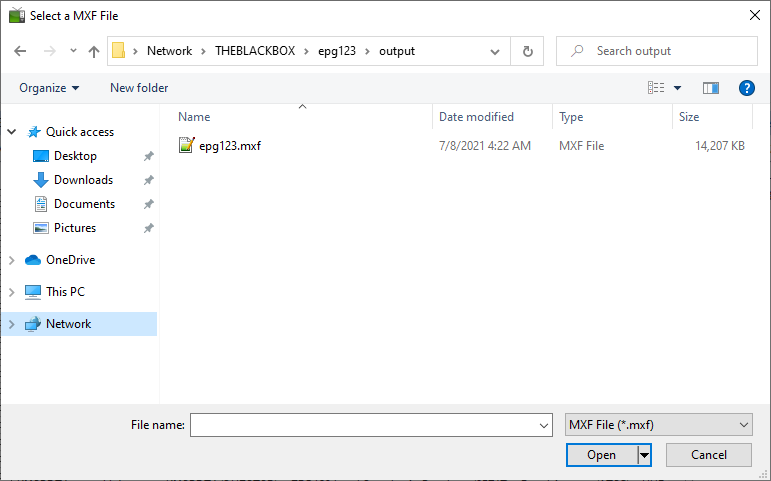 Select a MXF File
Network > THEBLACKBOX > epg123 > output
Search output
Organize New folder
Name Date modified Type Size
epg123.mxf 7/8/2021 4:22 AM MXF File 14,207 KB
Quick access
Desktop
Downloads
Documents
Pictures
OneDrive
This PC
Network
File name: MXF File (*.mxf)
Open Cancel